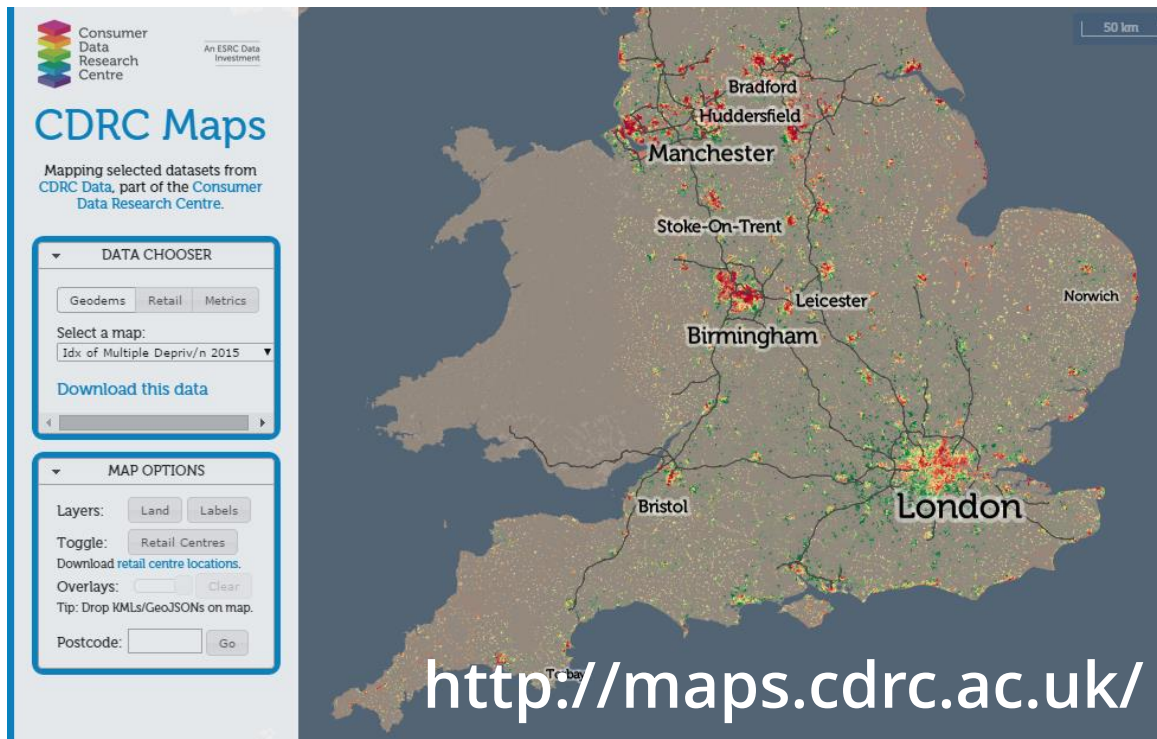 Consumer
Data
Research
Centre
An ESRC Data
Investment
CDRC Maps
Mapping selected datasets from
CDRC Data, part of the Consumer
Data Research Centre.
DATA CHOOSER
Geodems Retail Metrics
Select a map:
Idx of Multiple Depriv/n 2015
Download this data
MAP OPTIONS
Layers: Land Labels
Toggle: Retail Centres
Download retail centre locations.
Overlays: Clear
Tip: Drop KMLs/GeoJSONs on map.
Postcode: Go
50 km
Bradford
Huddersfield
Manchester
Stoke-On-Trent
Leicester
Norwich
Birmingham
Bristol
London
Torbay
http://maps.cdrc.ac.uk/